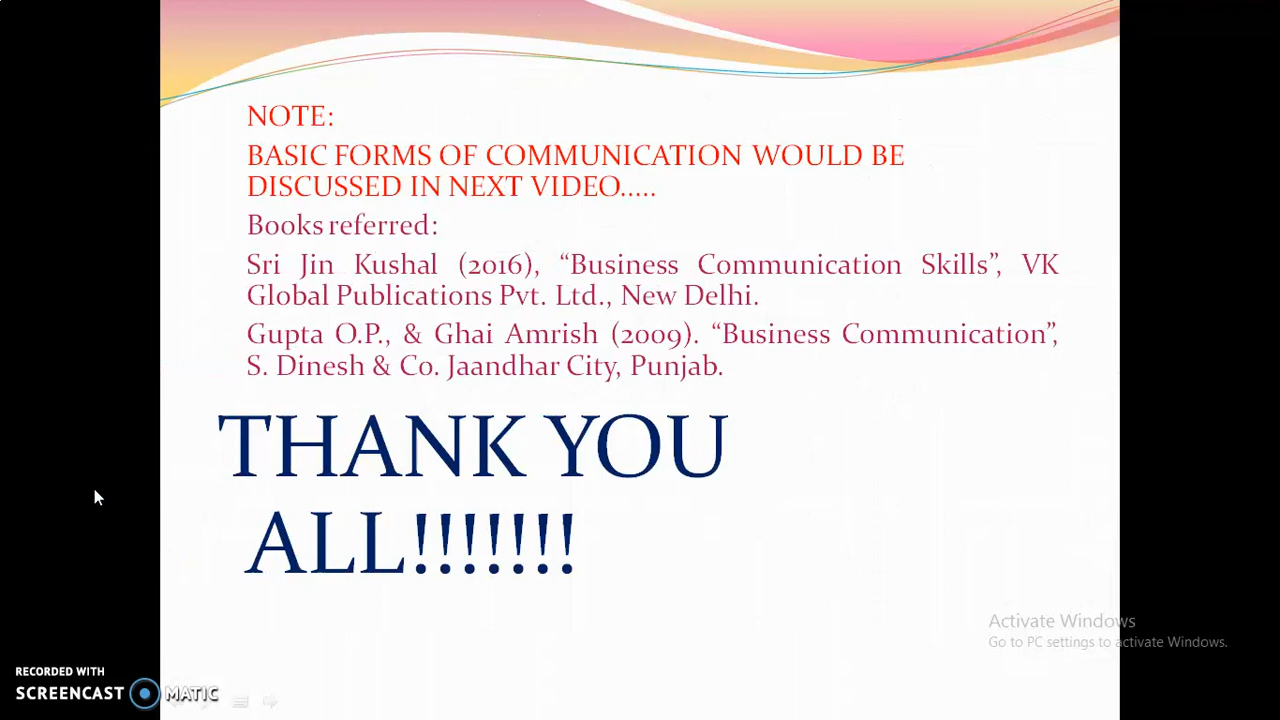 NOTE:
BASIC FORMS OF COMMUNICATION WOULD BE
DISCUSSED IN NEXT VIDEO.....
Books referred:
Sri Jin Kushal (2016), “Business Communication Skills”, VK
Global Publications Pvt. Ltd., New Delhi.
Gupta O.P., & Ghai Amrish (2009). “Business Communication”,
S. Dinesh & Co. Jaandhar City, Punjab.
THANK YOU
ALL!!!!!!!
Activate Windows
Go to PC settings to activate Windows.
RECORDED WITH
SCREENCAST MATIC